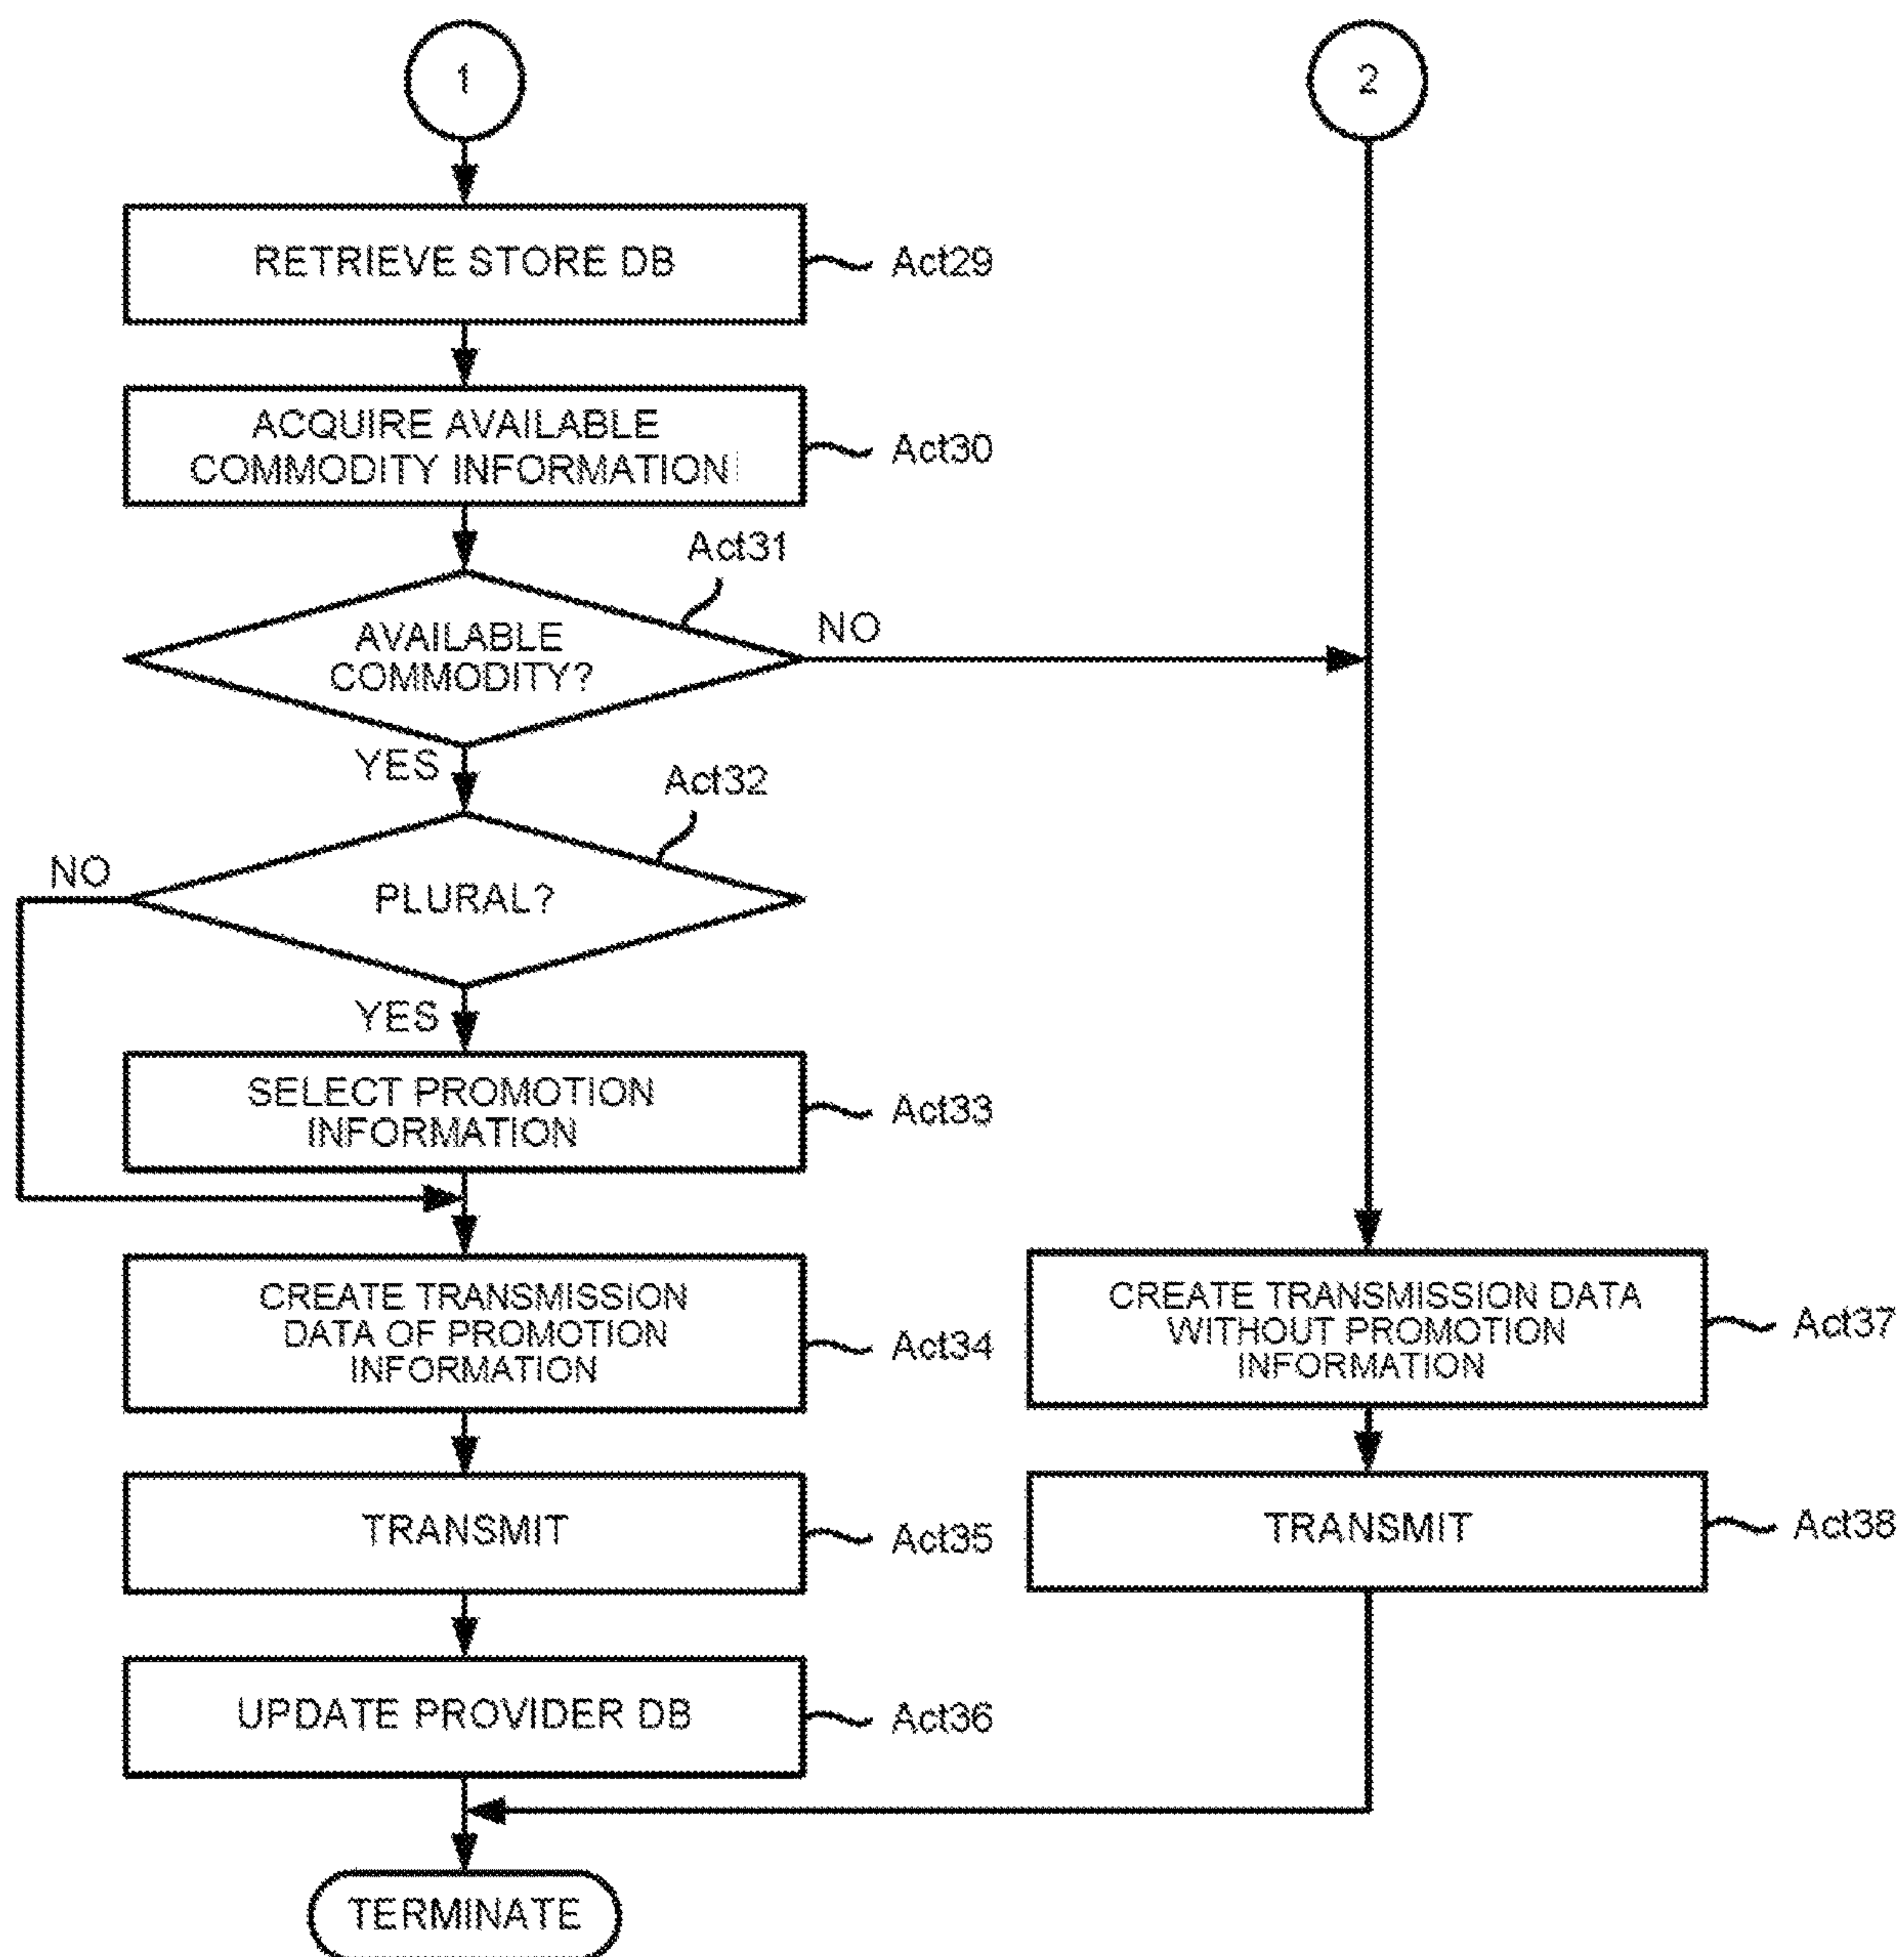 1
2
RETRIEVE STORE DB
Act29
ACQUIRE AVAILABLE
COMMODITY INFORMATION
Act30
Act31
AVAILABLE
COMMODITY?
NO
YES
Act32
NO
PLURAL?
YES
SELECT PROMOTION
INFORMATION
Act33
CREATE TRANSMISSION
DATA OF PROMOTION
INFORMATION
Act34
CREATE TRANSMISSION DATA
WITHOUT PROMOTION
INFORMATION
Act37
TRANSMIT
Act35
TRANSMIT
Act38
UPDATE PROVIDER DB
Act36
TERMINATE